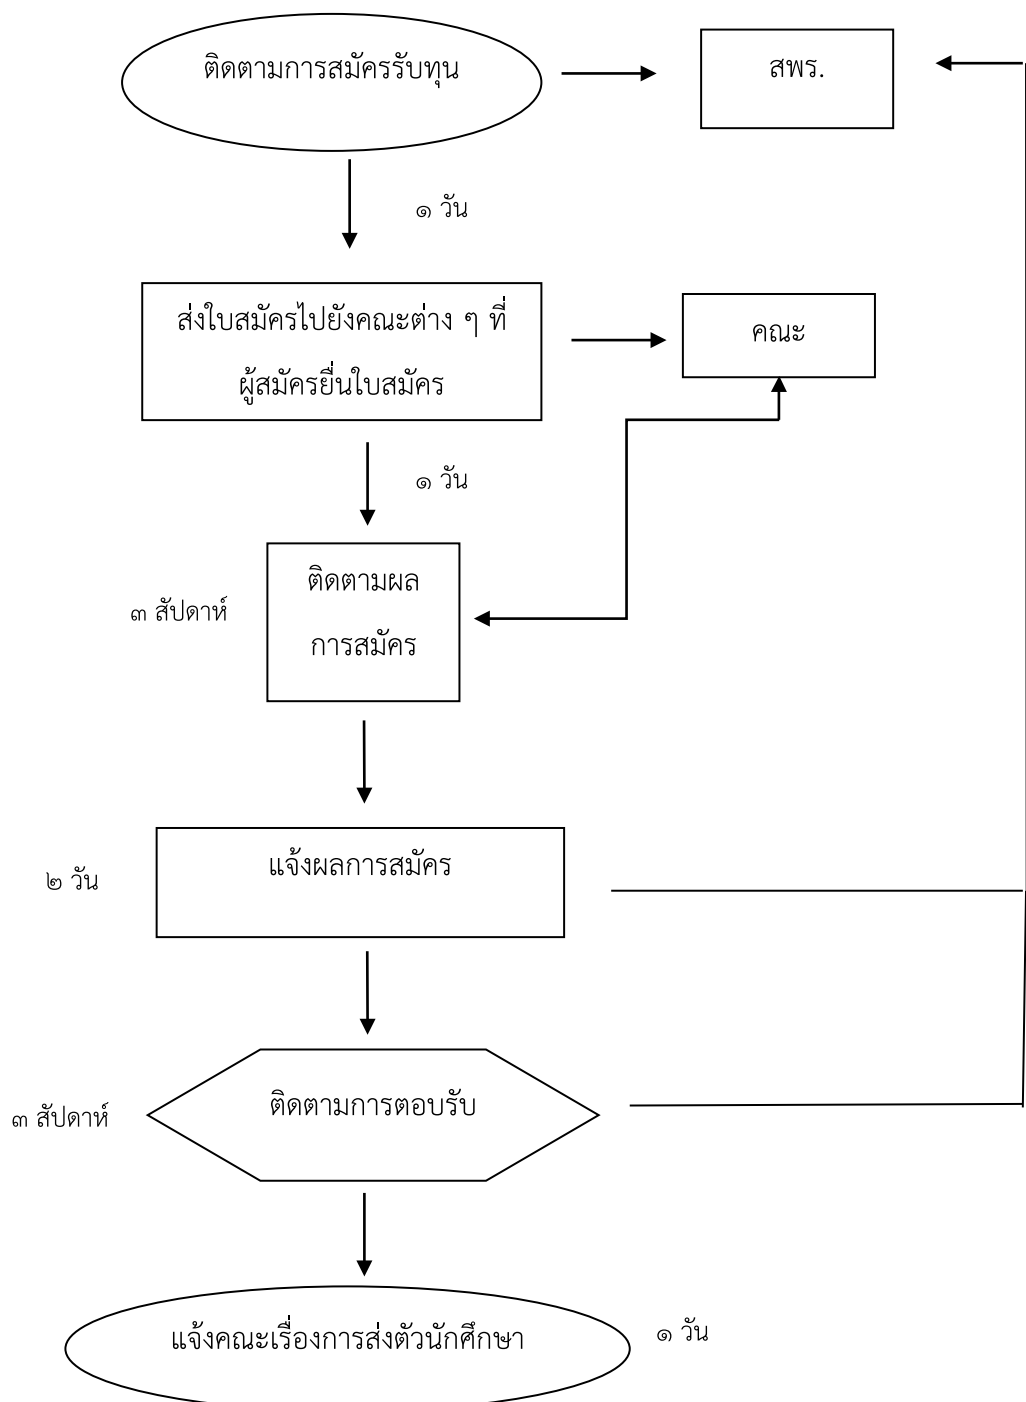 ติดตามการสมัครรับทุน
สพร.
๑ วัน
ส่งใบสมัครไปยังคณะต่าง ๆ ที่
ผู้สมัครยื่นใบสมัคร
คณะ
๑ วัน
ติดตามผล
การสมัคร
๓ สัปดาห์
แจ้งผลการสมัคร
๒ วัน
ติดตามการตอบรับ
๓ สัปดาห์
แจ้งคณะเรื่องการส่งตัวนักศึกษา
๑ วัน